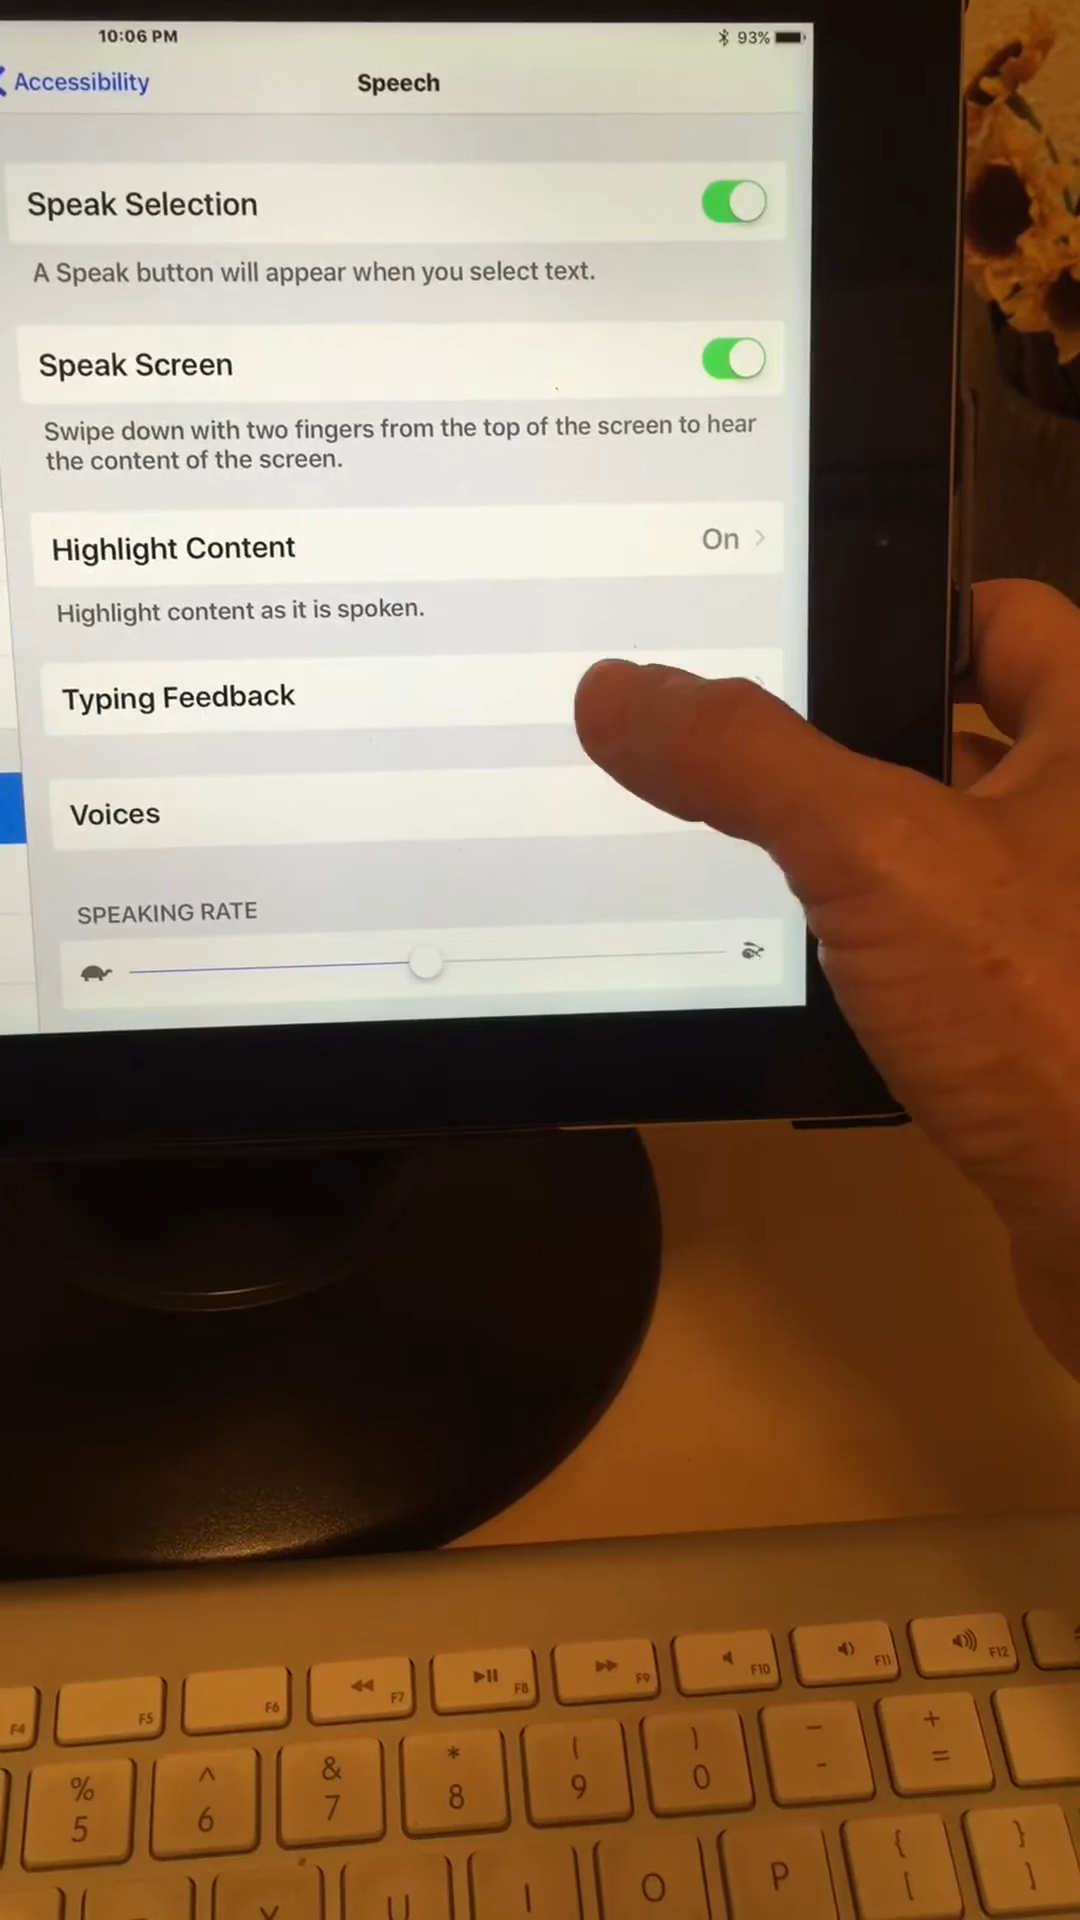 10:06 PM 93%
Accessibility Speech
Speak Selection
A Speak button will appear when you select text.
Speak Screen
Swipe down with two fingers from the top of the screen to hear
the content of the screen.
Highlight Content On
Highlight content as it is spoken.
Typing Feedback
Voices
SPEAKING RATE
F4 F5 F6 F7 F8 F9 F10 F11 F12
% ^ & * ( ) - +
5 6 7 8 9 0 - =
U I O P { }
[ ]